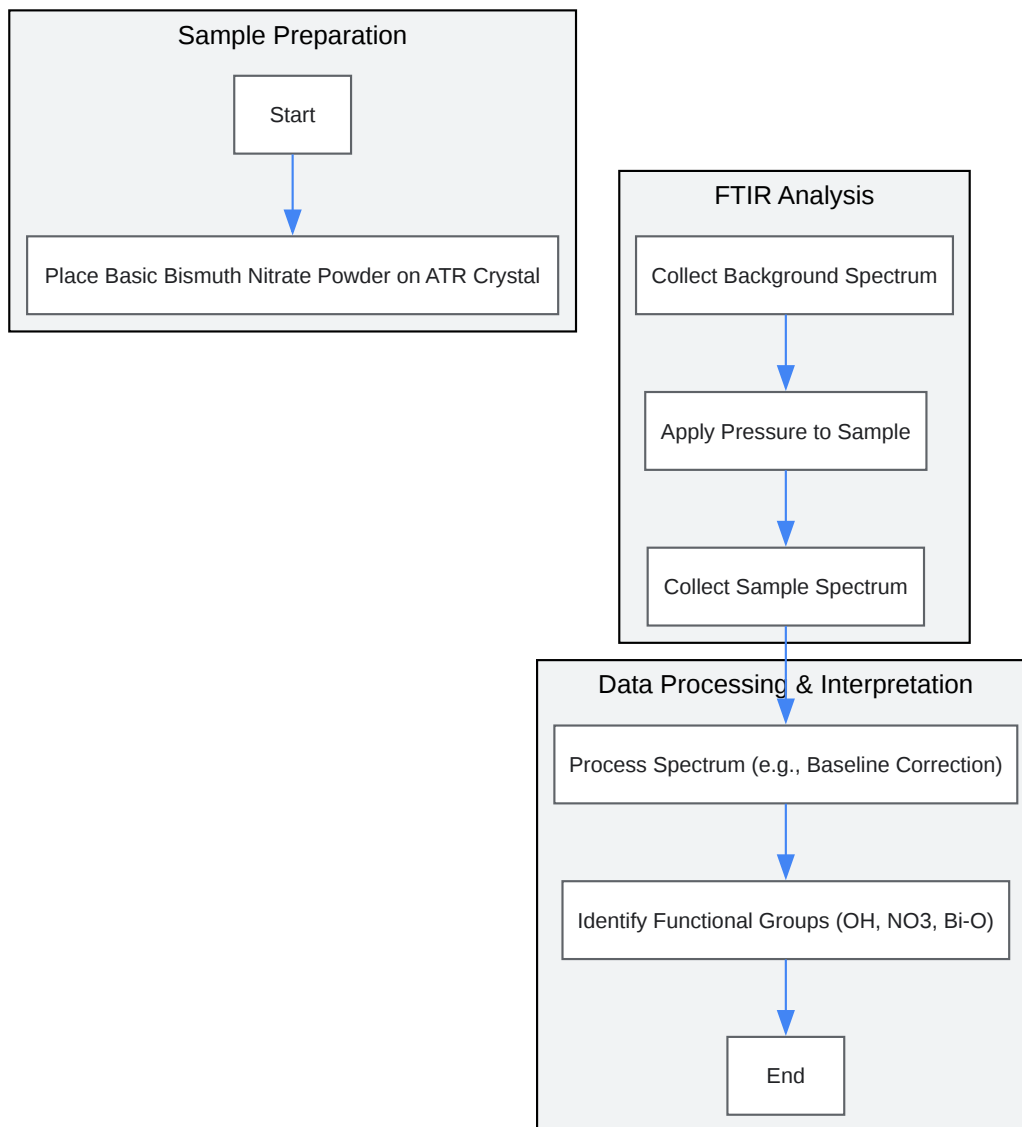 Sample Preparation
Start
Place Basic Bismuth Nitrate Powder on ATR Crystal
FTIR Analysis
Collect Background Spectrum
Apply Pressure to Sample
Collect Sample Spectrum
Data Processing & Interpretation
Process Spectrum (e.g., Baseline Correction)
Identify Functional Groups (OH, NO3, Bi-O)
End